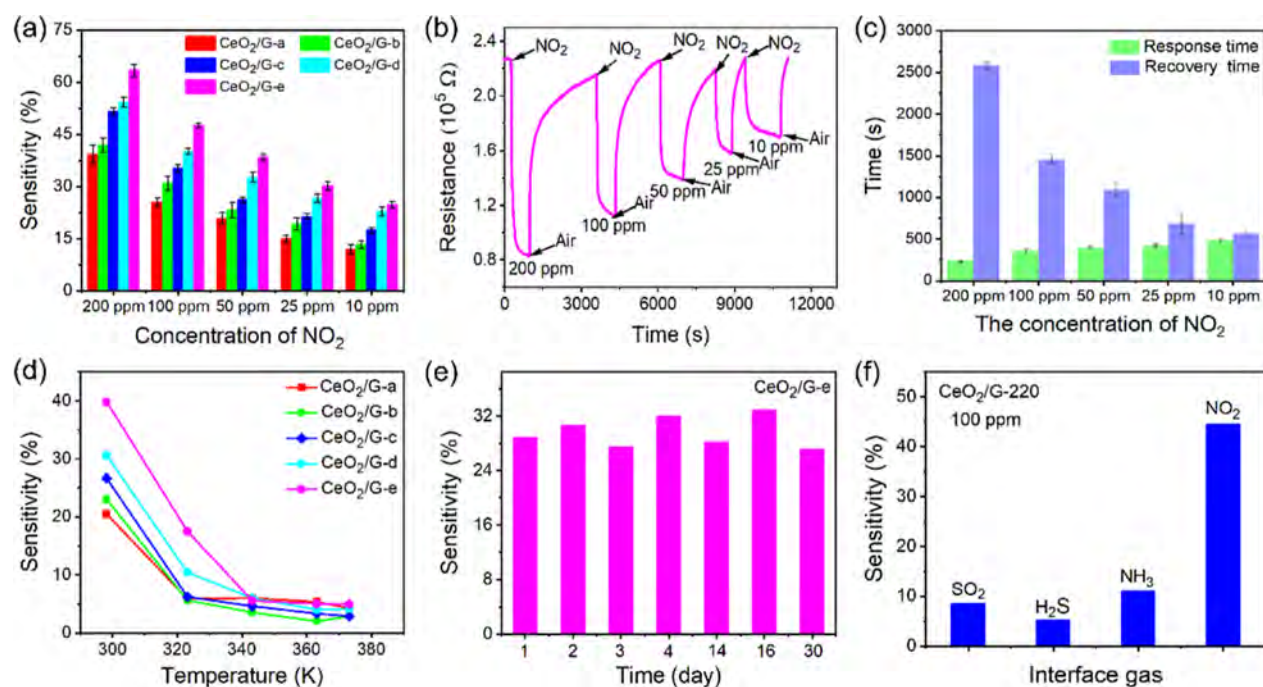 (a)
CeO2/G-a
CeO2/G-b
CeO2/G-c
CeO2/G-d
CeO2/G-e
Sensitivity (%)
75
60
45
30
15
0
200 ppm 100 ppm 50 ppm 25 ppm 10 ppm
Concentration of NO2
(b)
NO2 NO2 NO2 NO2 NO2
Air Air Air Air Air
200 ppm
100 ppm
50 ppm
25 ppm
10 ppm
Resistance (10⁵ Ω)
2.4
2.0
1.6
1.2
0.8
0 3000 6000 9000 12000
Time (s)
(c)
Response time
Recovery time
Time (s)
3000
2500
1500
1000
500
0
200 ppm 100 ppm 50 ppm 25 ppm 10 ppm
The concentration of NO2
(d)
CeO2/G-a
CeO2/G-b
CeO2/G-c
CeO2/G-d
CeO2/G-e
Sensitivity (%)
40
30
20
10
0
300 320 340 360 380
Temperature (K)
(e)
CeO2/G-e
Sensitivity (%)
32
24
16
8
0
1 2 3 4 14 16 30
Time (day)
(f)
CeO2/G-220
100 ppm
SO2
H2S
NH3
NO2
Sensitivity (%)
50
40
30
20
10
0
Interface gas